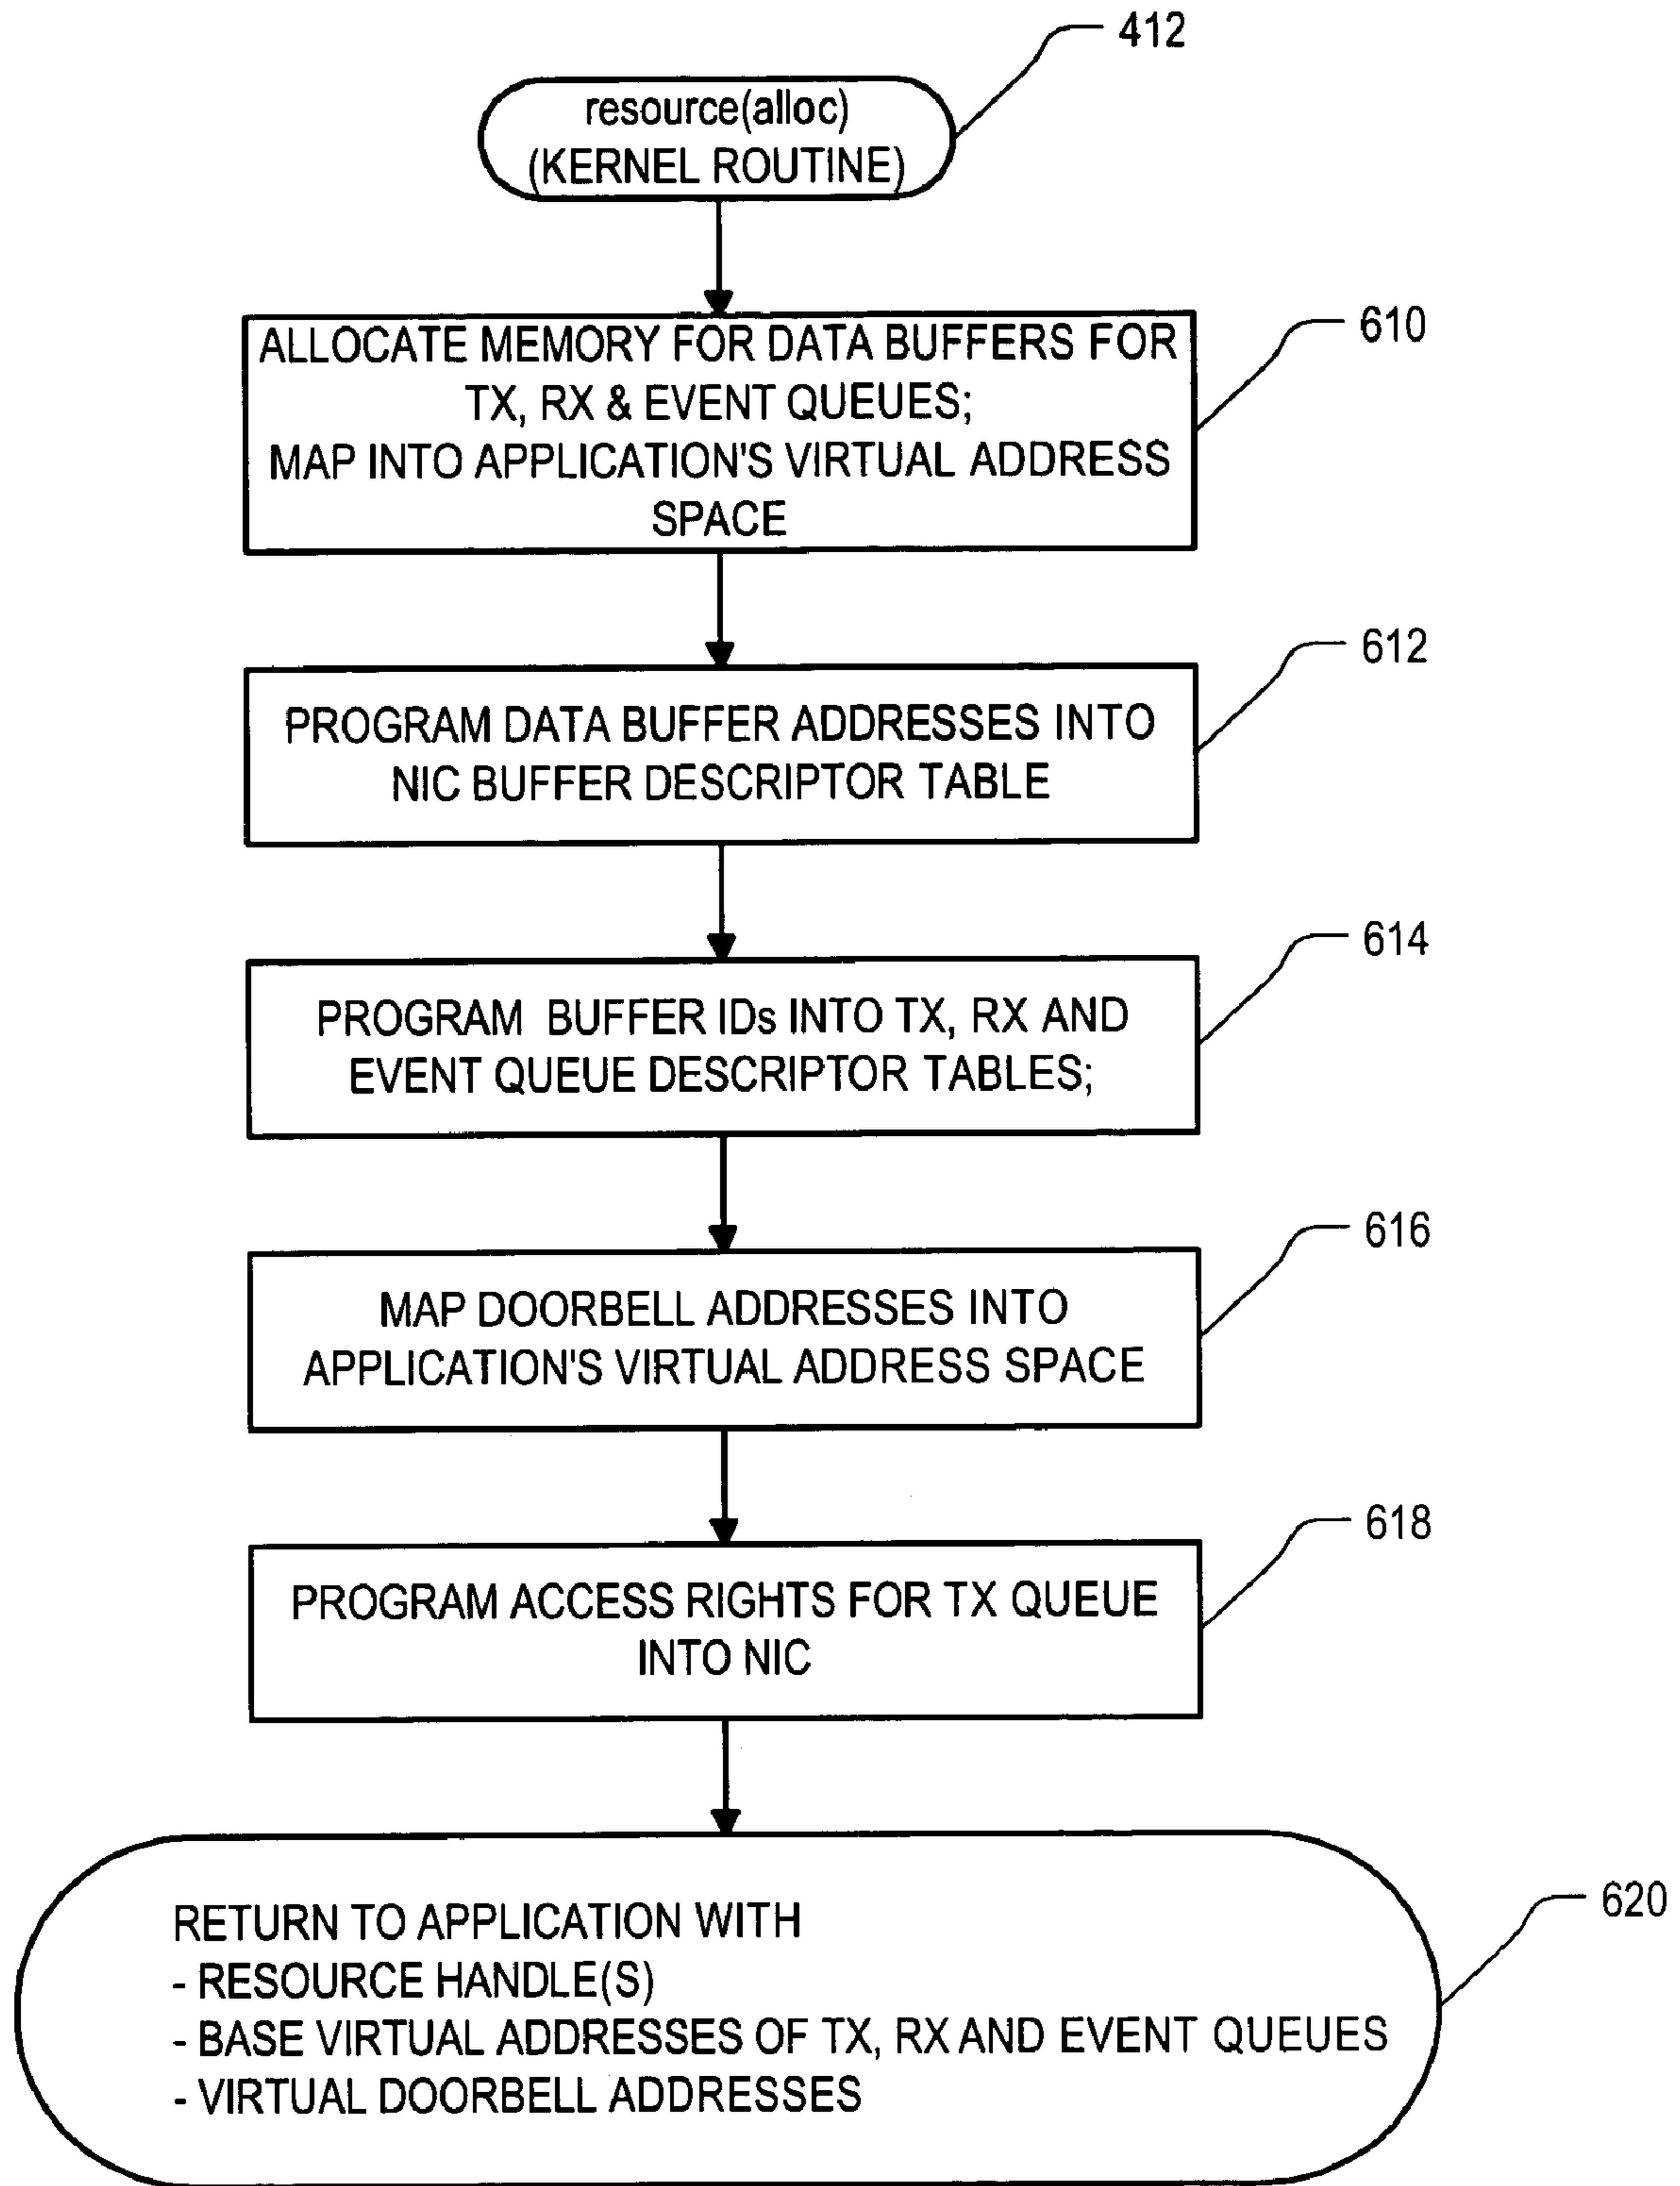 412
resource(alloc)
(KERNEL ROUTINE)
610
ALLOCATE MEMORY FOR DATA BUFFERS FOR
TX, RX & EVENT QUEUES;
MAP INTO APPLICATION'S VIRTUAL ADDRESS
SPACE
612
PROGRAM DATA BUFFER ADDRESSES INTO
NIC BUFFER DESCRIPTOR TABLE
614
PROGRAM BUFFER IDs INTO TX, RX AND
EVENT QUEUE DESCRIPTOR TABLES;
616
MAP DOORBELL ADDRESSES INTO
APPLICATION'S VIRTUAL ADDRESS SPACE
618
PROGRAM ACCESS RIGHTS FOR TX QUEUE
INTO NIC
620
RETURN TO APPLICATION WITH
- RESOURCE HANDLE(S)
- BASE VIRTUAL ADDRESSES OF TX, RX AND EVENT QUEUES
- VIRTUAL DOORBELL ADDRESSES